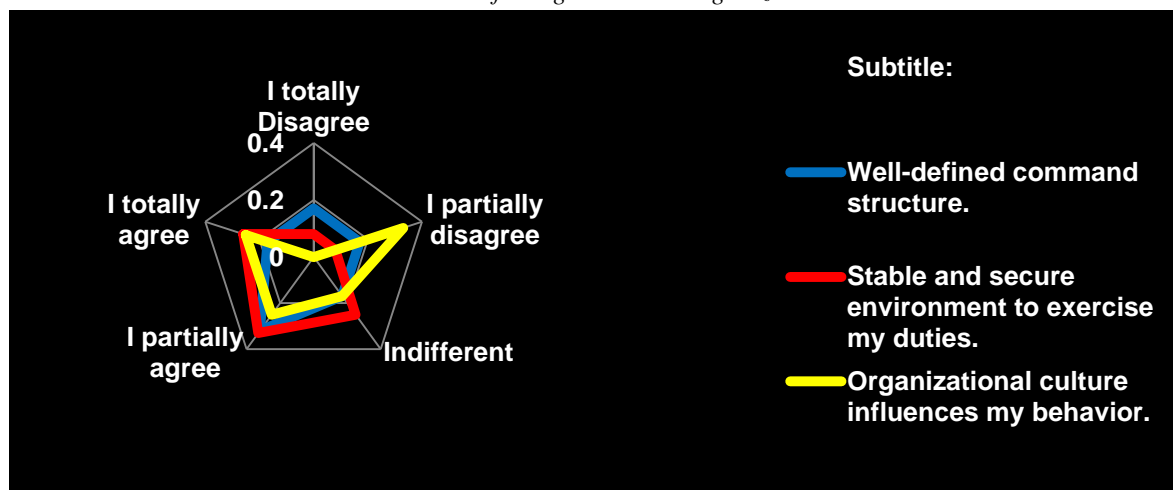 I totally
Disagree
0.4
0.2
0
I partially
disagree
Indifferent
I partially
agree
I totally
agree
Subtitle:
Well-defined command
structure.
Stable and secure
environment to exercise
my duties.
Organizational culture
influences my behavior.